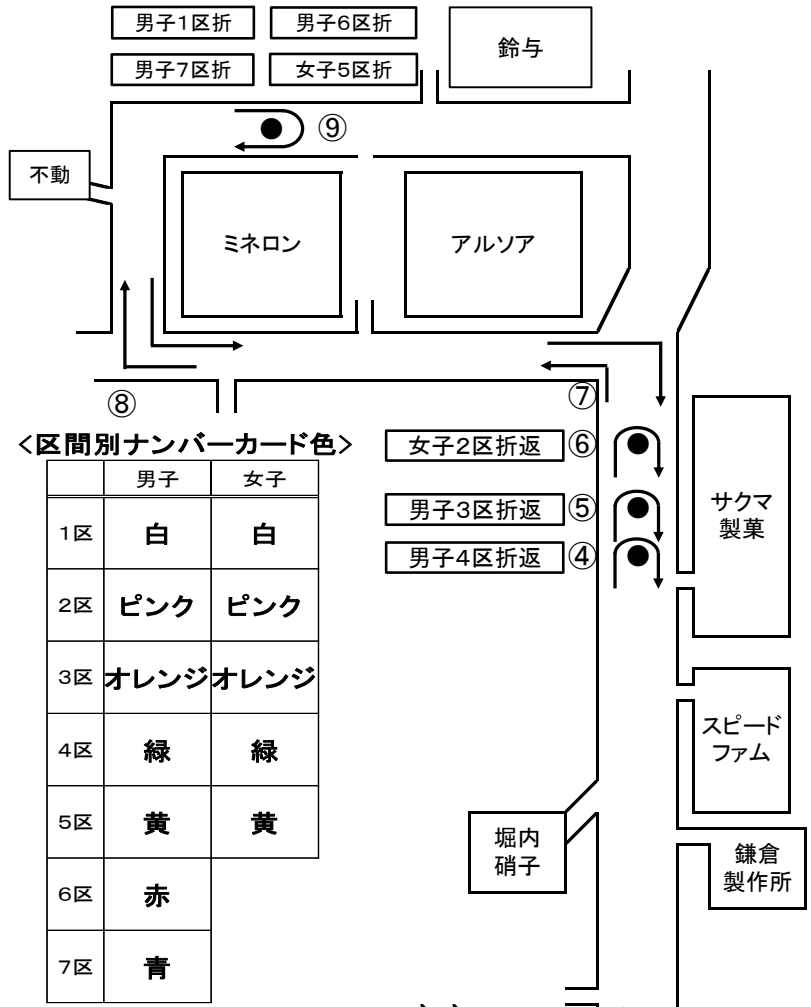 男子1区折 男子6区折
男子7区折 女子5区折
鈴与
⑨
不動
ミネロン
アルソア
⑧
⑦
<区間別ナンバーカード色>
男子 女子
1区 白 白
2区 ピンク ピンク
3区 オレンジ オレンジ
4区 緑 緑
5区 黄 黄
6区 赤
7区 青
女子2区折返 ⑥
男子3区折返 ⑤
男子4区折返 ④
サクマ
製菓
スピード
ファム
堀内
硝子
鎌倉
製作所